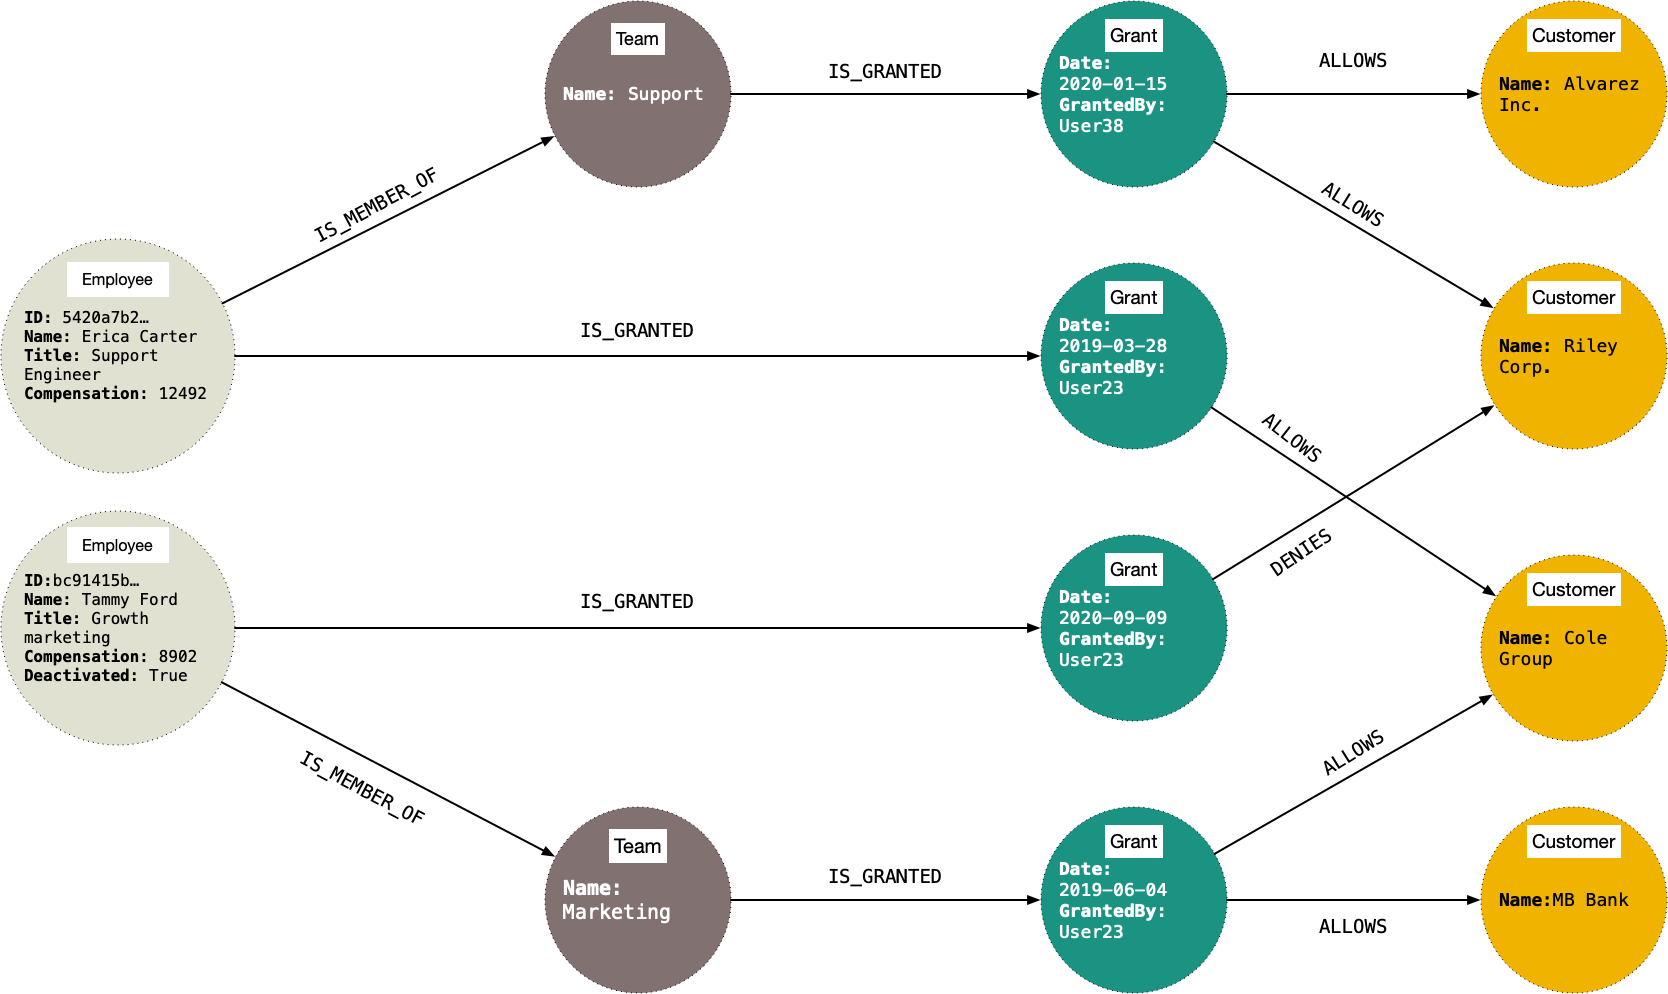 Team
Name: Support
IS_GRANTED
Grant
Date:
2020-01-15
GrantedBy:
User38
ALLOWS
Customer
Name: Alvarez
Inc.
IS_MEMBER_OF
ALLOWS
Employee
ID: 5420a7b2…
Name: Erica Carter
Title: Support
Engineer
Compensation: 12492
IS_GRANTED
Grant
Date:
2019-03-28
GrantedBy:
User23
Customer
Name: Riley
Corp.
ALLOWS
DENIES
Employee
ID:bc91415b…
Name: Tammy Ford
Title: Growth
marketing
Compensation: 8902
Deactivated: True
IS_GRANTED
Grant
Date:
2020-09-09
GrantedBy:
User23
Customer
Name: Cole
Group
IS_MEMBER_OF
ALLOWS
Team
Name:
Marketing
IS_GRANTED
Grant
Date:
2019-06-04
GrantedBy:
User23
ALLOWS
Customer
Name:MB Bank